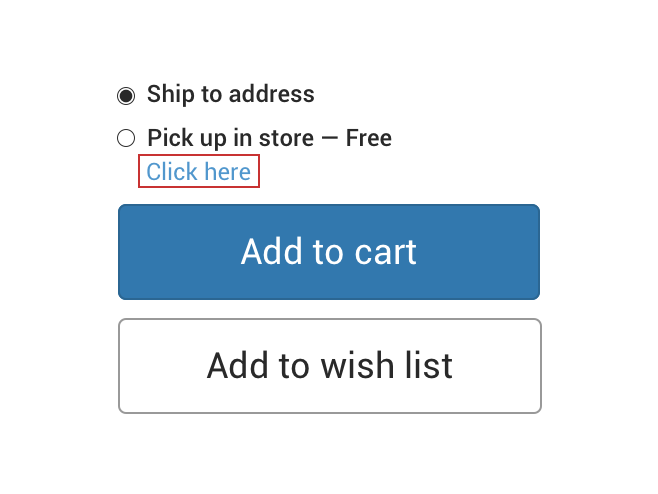 Ship to address
Pick up in store — Free
Click here
Add to cart
Add to wish list